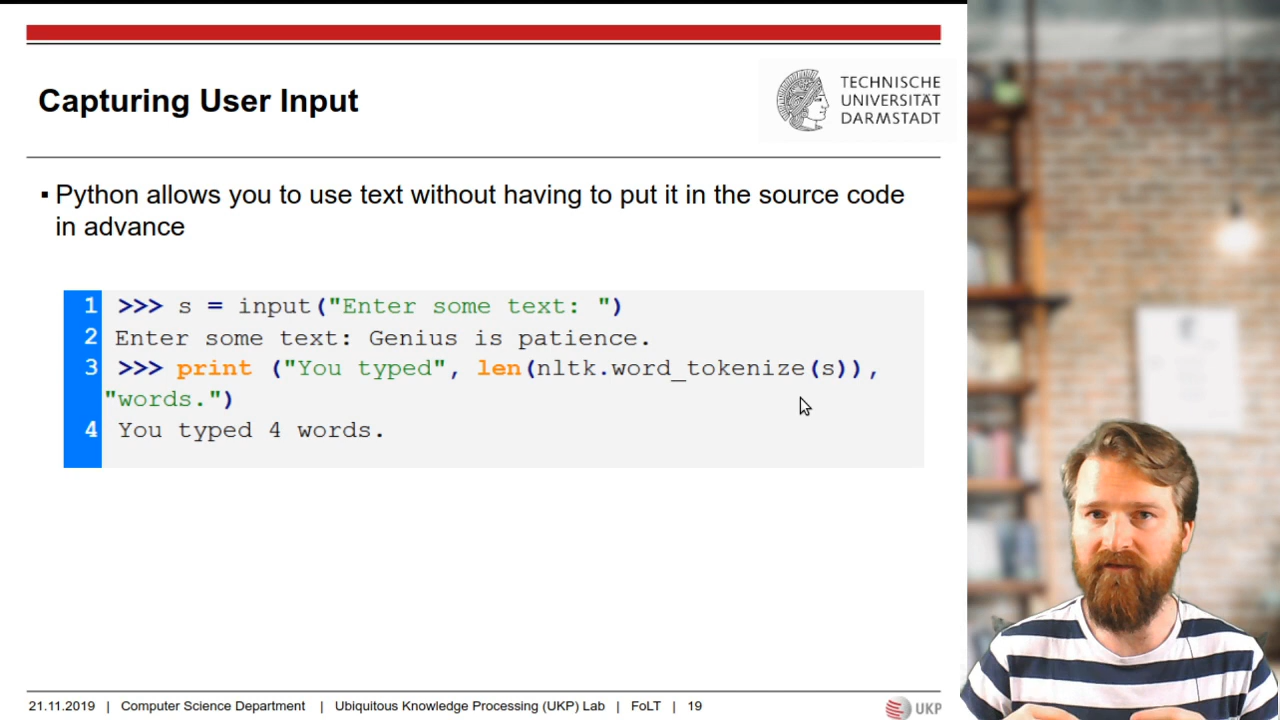 Capturing User Input
TECHNISCHE
UNIVERSITÄT
DARMSTADT
▪ Python allows you to use text without having to put it in the source code
in advance
1 >>> s = input("Enter some text: ")
2 Enter some text: Genius is patience.
3 >>> print ("You typed", len(nltk.word_tokenize(s)),
"words.")
4 You typed 4 words.
21.11.2019 | Computer Science Department | Ubiquitous Knowledge Processing (UKP) Lab | FoLT | 19
UKP